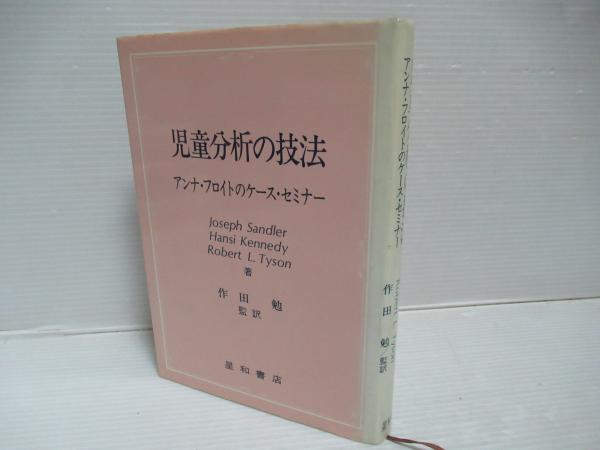 児童分析の技法
アンナ・フロイトのケース・セミナー
Joseph Sandler
Hansi Kennedy
Robert L. Tyson
著
作田 勉
監訳
星和書店
アンナ・フロイトのケース・セミナー
作田 勉/監訳
星